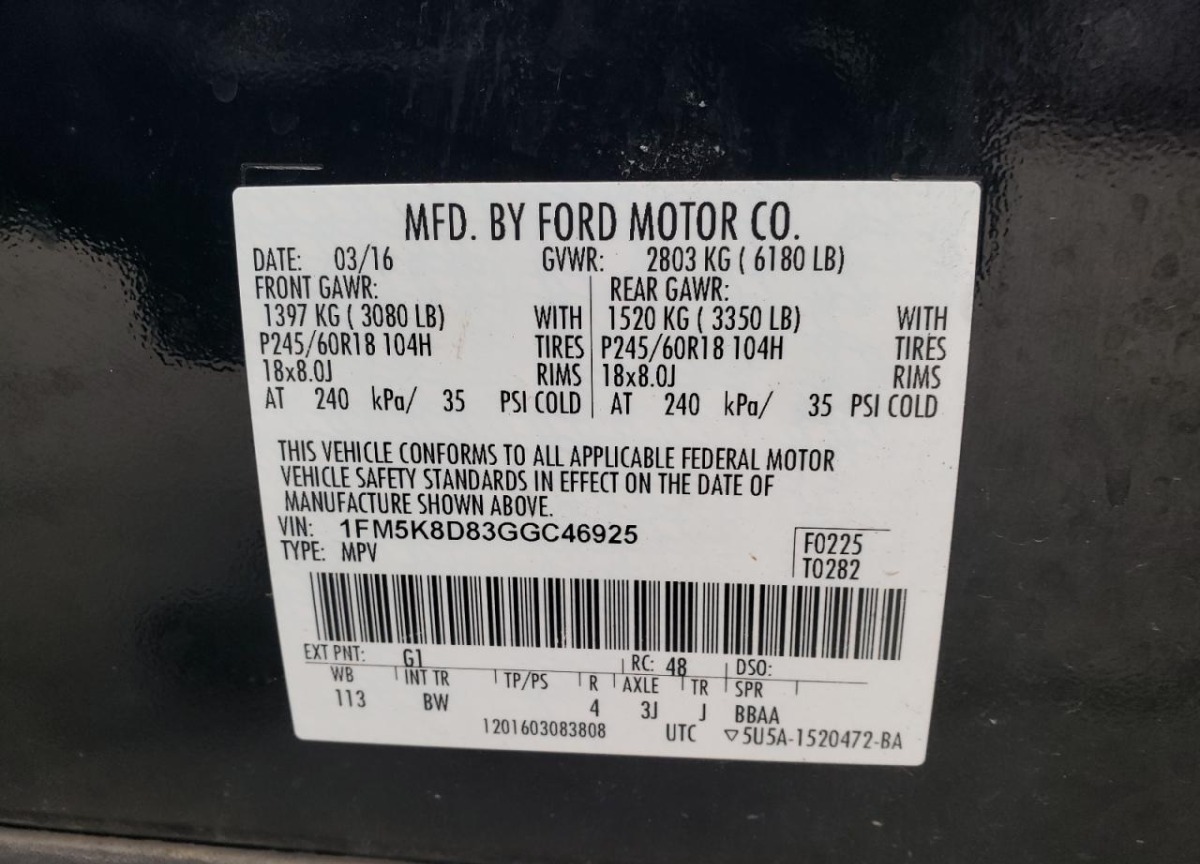 MFD. BY FORD MOTOR CO.
DATE: 03/16 GVWR: 2803 KG ( 6180 LB)
FRONT GAWR: REAR GAWR:
1397 KG ( 3080 LB) WITH 1520 KG ( 3350 LB) WITH
P245/60R18 104H TIRES P245/60R18 104H TIRES
18x8.0J RIMS 18x8.0J RIMS
AT 240 kPa/ 35 PSI COLD AT 240 kPa/ 35 PSI COLD
THIS VEHICLE CONFORMS TO ALL APPLICABLE FEDERAL MOTOR
VEHICLE SAFETY STANDARDS IN EFFECT ON THE DATE OF
MANUFACTURE SHOWN ABOVE.
VIN: 1FM5K8D83GGC46925
TYPE: MPV
F0225
T0282
EXT PNT: G1 RC: 48 DSO:
WB INT TR TP/PS R AXLE TR SPR
113 BW 4 3J J BBAA
1201603083808 UTC ▽5U5A-1520472-BA